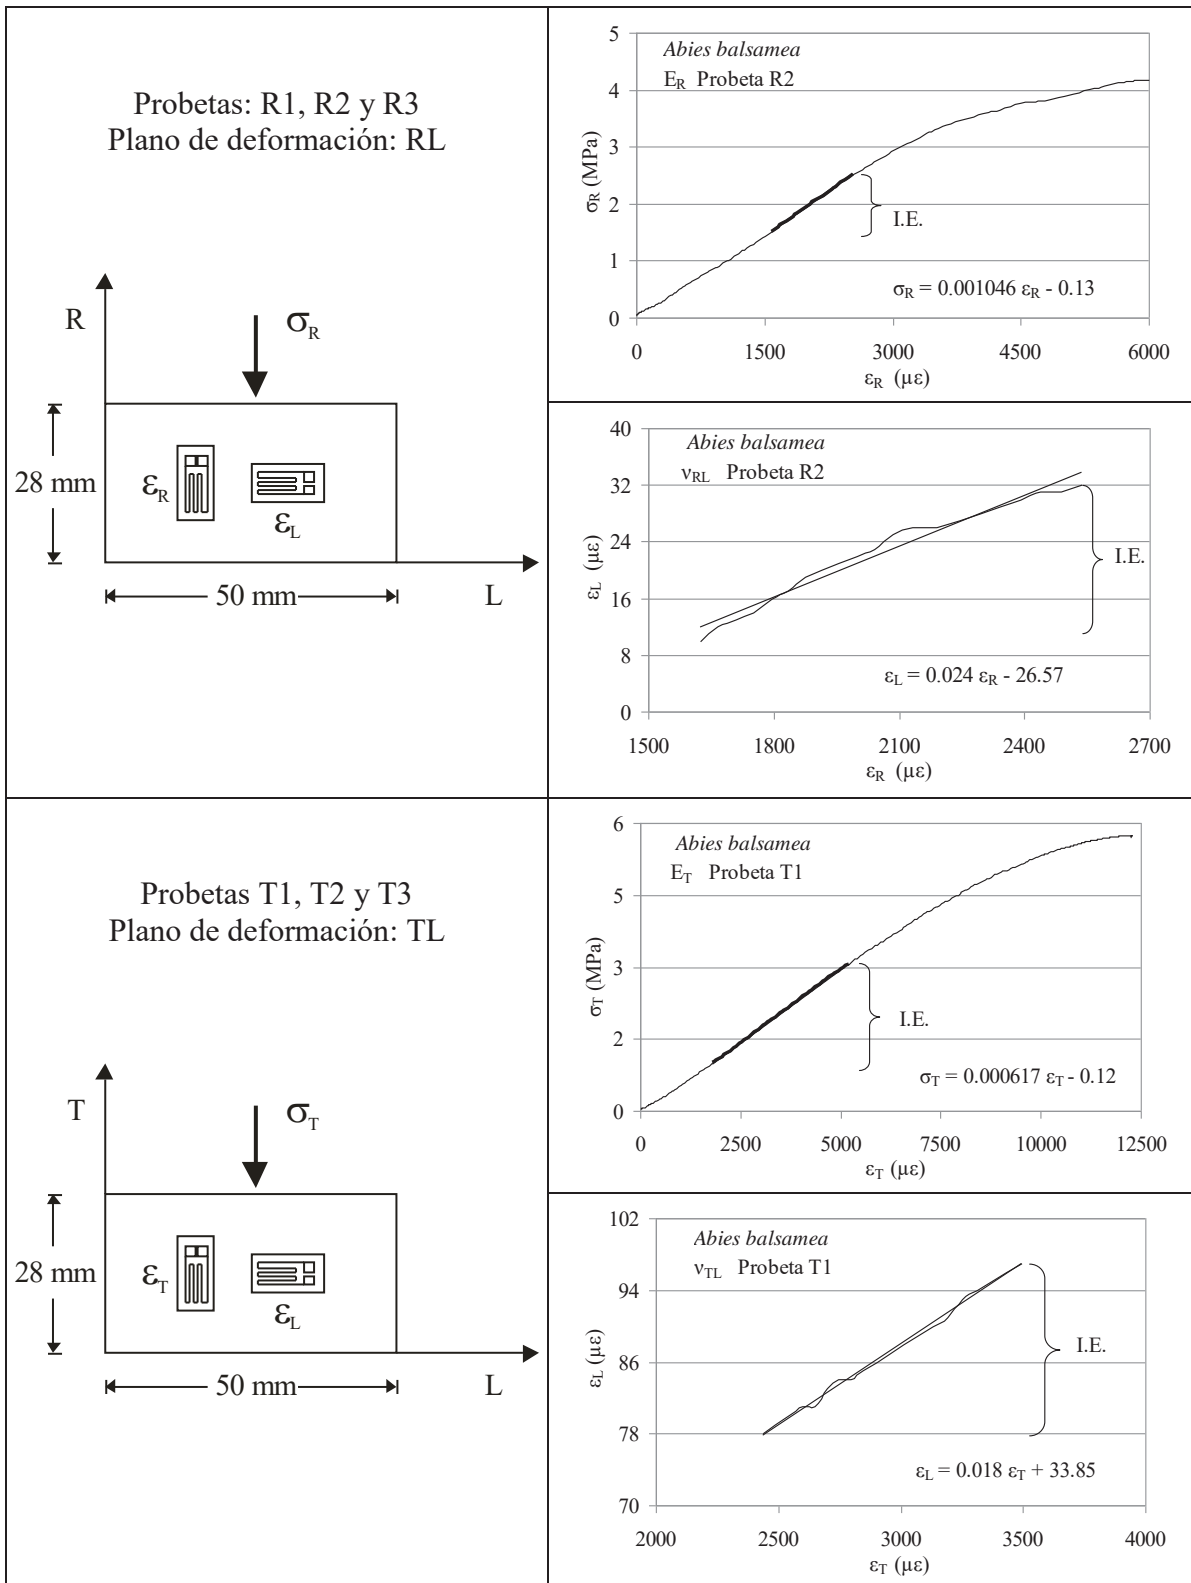 Probetas: R1, R2 y R3
Plano de deformación: RL
R
σR
28 mm
εR
εL
50 mm
L
5
4
3
2
1
0
σR (MPa)
Abies balsamea
ER Probeta R2
I.E.
σR = 0.001046 εR - 0.13
0 1500 3000 4500 6000
εR (με)
40
32
24
16
8
0
εL (με)
Abies balsamea
νRL Probeta R2
I.E.
εL = 0.024 εR - 26.57
1500 1800 2100 2400 2700
εR (με)
Probetas T1, T2 y T3
Plano de deformación: TL
T
σT
28 mm
εT
εL
50 mm
L
6
5
3
2
0
σT (MPa)
Abies balsamea
ET Probeta T1
I.E.
σT = 0.000617 εT - 0.12
0 2500 5000 7500 10000 12500
εT (με)
102
94
86
78
70
εL (με)
Abies balsamea
νTL Probeta T1
I.E.
εL = 0.018 εT + 33.85
2000 2500 3000 3500 4000
εT (με)